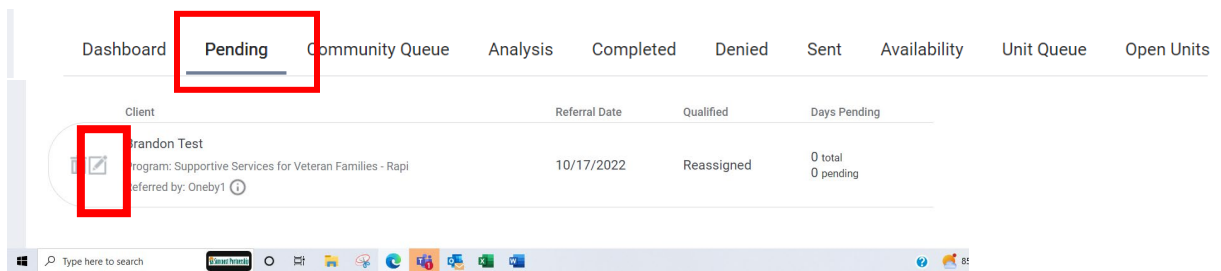 Dashboard Pending Community Queue Analysis Completed Denied Sent Availability Unit Queue Open Units
Client Referral Date Qualified Days Pending
Brandon Test
Program: Supportive Services for Veteran Families - Rapi
Referred by: Oneby1
10/17/2022 Reassigned
0 total
0 pending
Type here to search
85